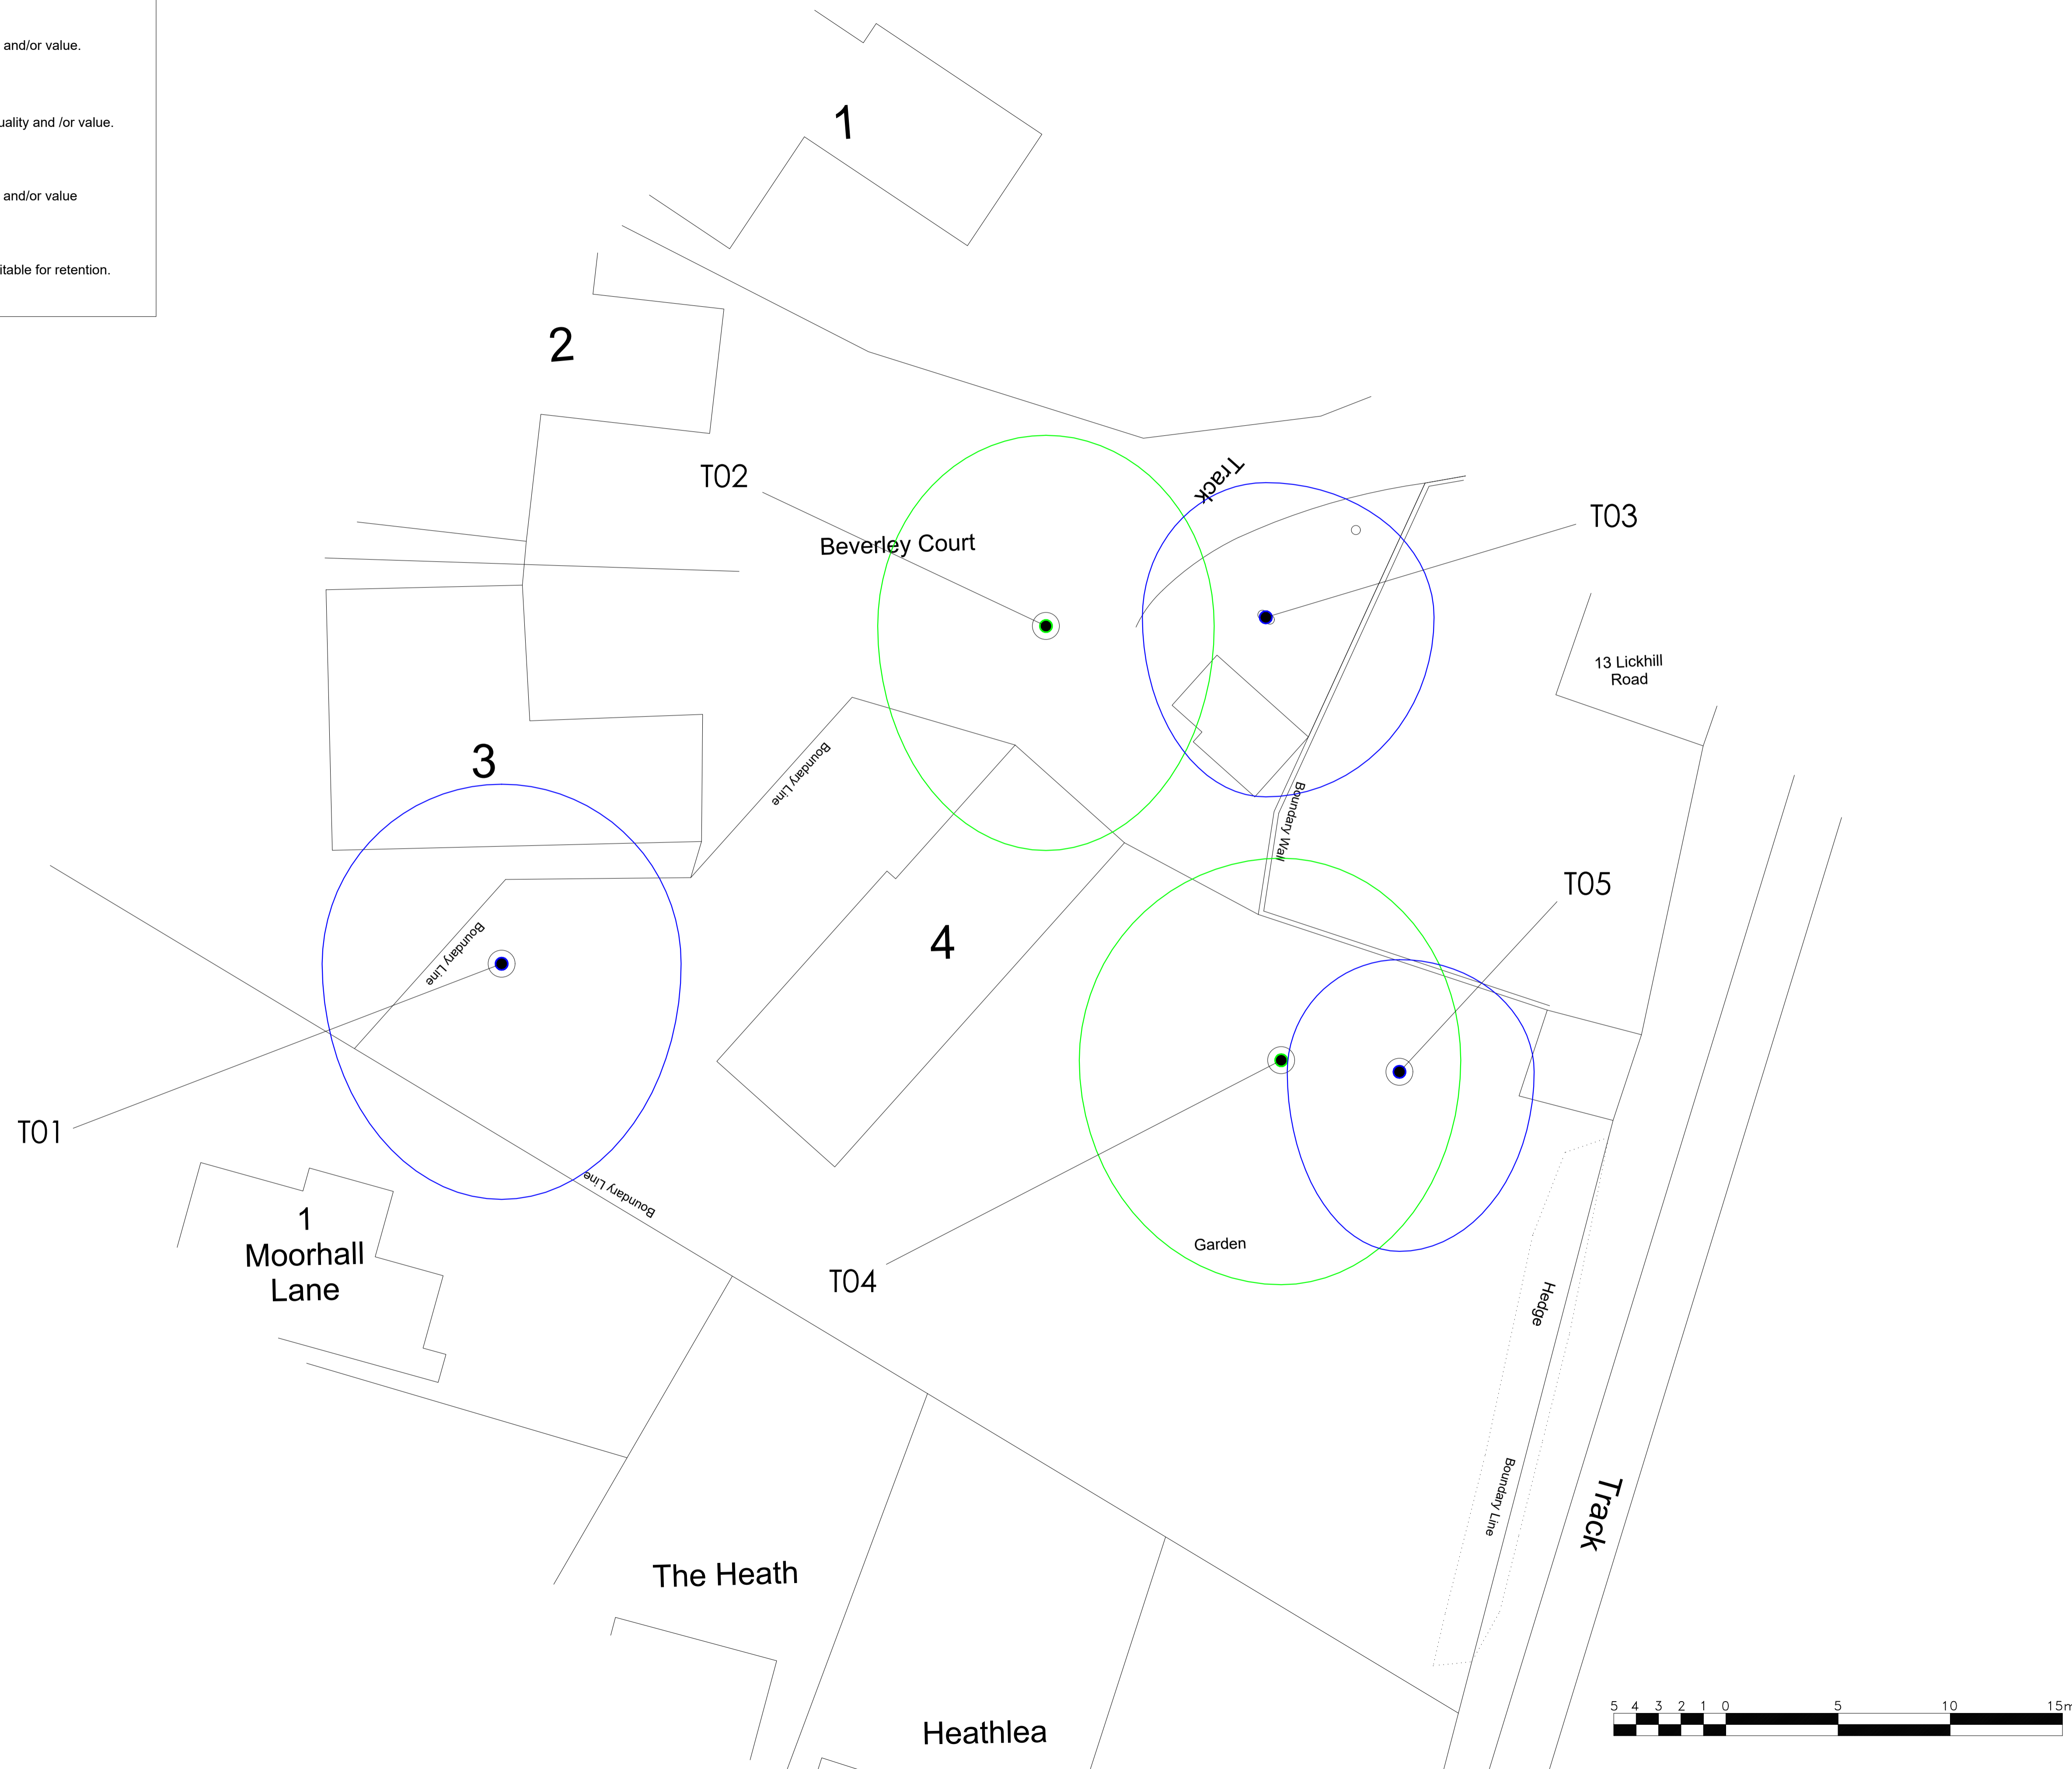 and/or value.
uality and /or value.
and/or value
itable for retention.
1
2
T02
Track
T03
Beverley Court
13 Lickhill
Road
3
Boundary Line
Boundary Wall
T05
Boundary Line
4
T01
Boundary Line
1
Moorhall
Lane
Garden
T04
Hedge
Boundary Line
Track
The Heath
Heathlea
5 4 3 2 1 0 5 10 15m